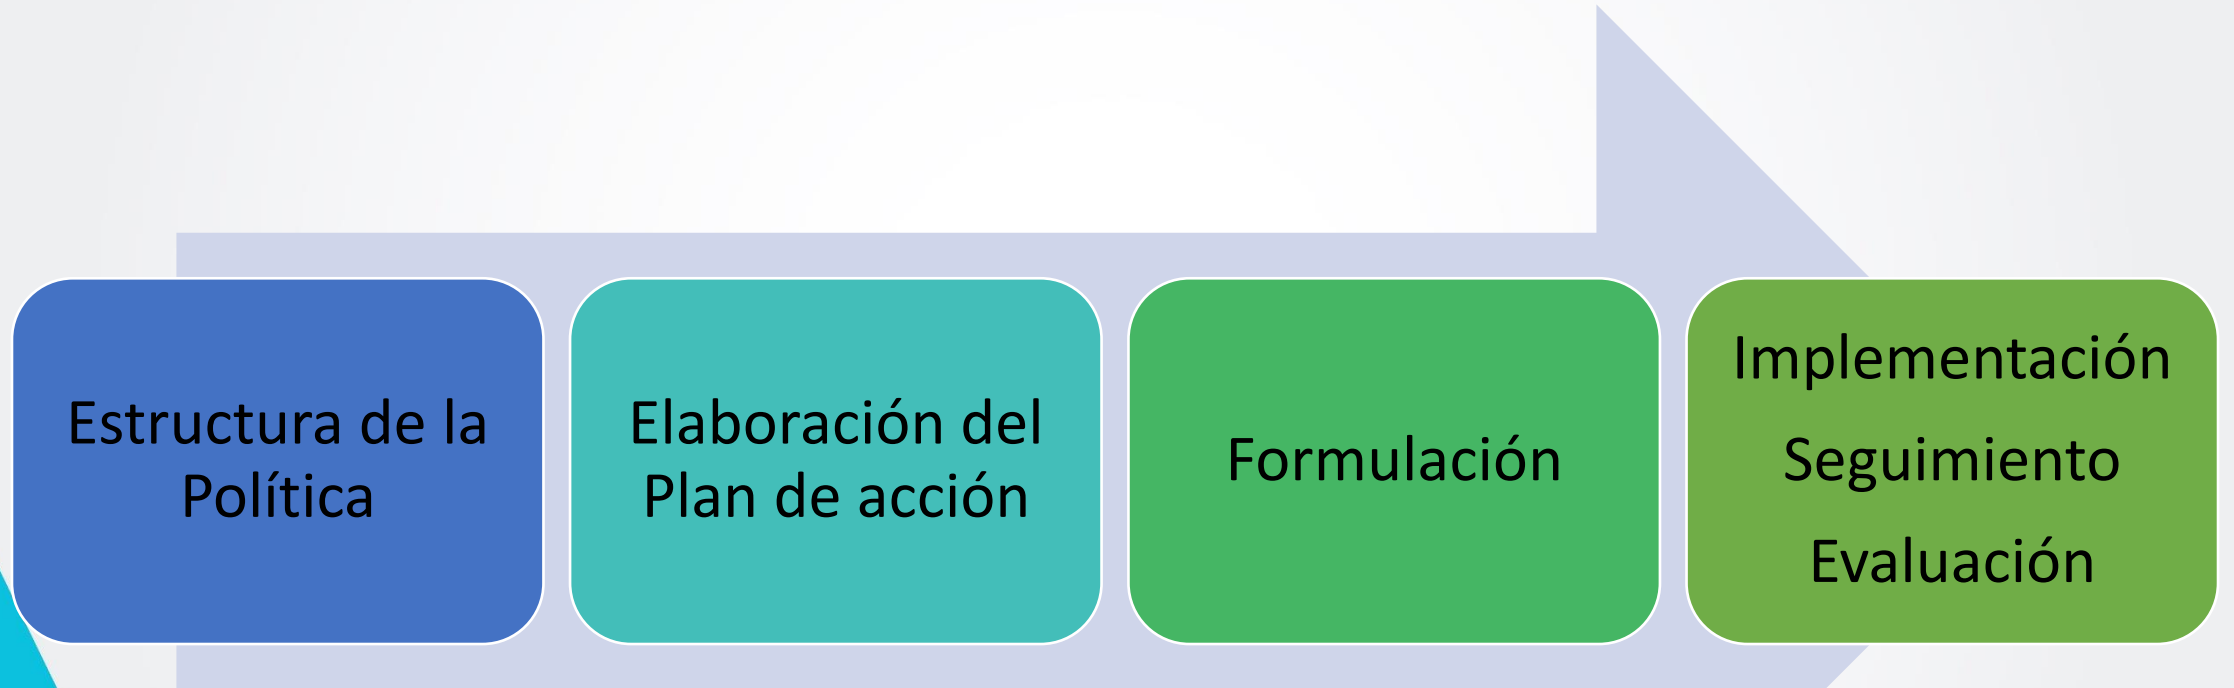 Estructura de la
Política
Elaboración del
Plan de acción
Formulación
Implementación
Seguimiento
Evaluación